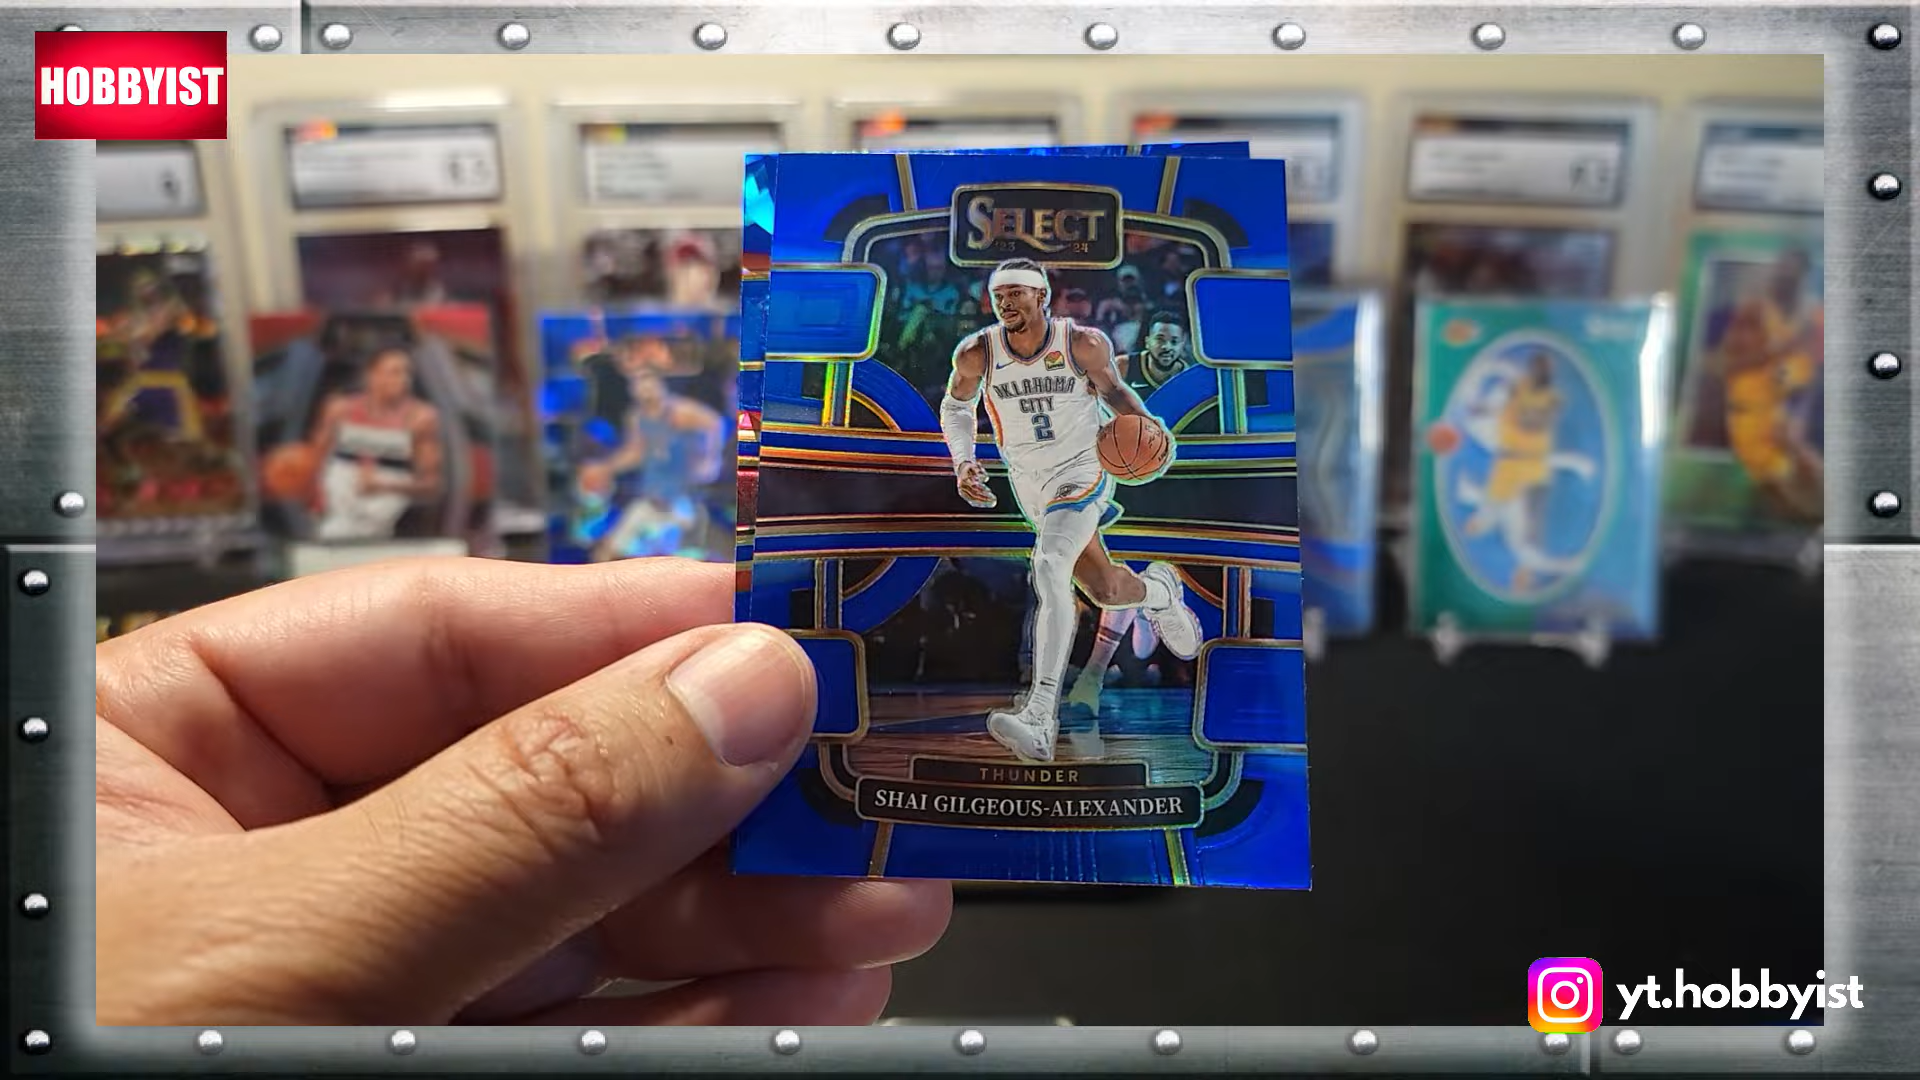 HOBBYIST
SELECT
'23 '24
OKLAHOMA
CITY
2
THUNDER
SHAI GILGEOUS-ALEXANDER
yt.hobbyist